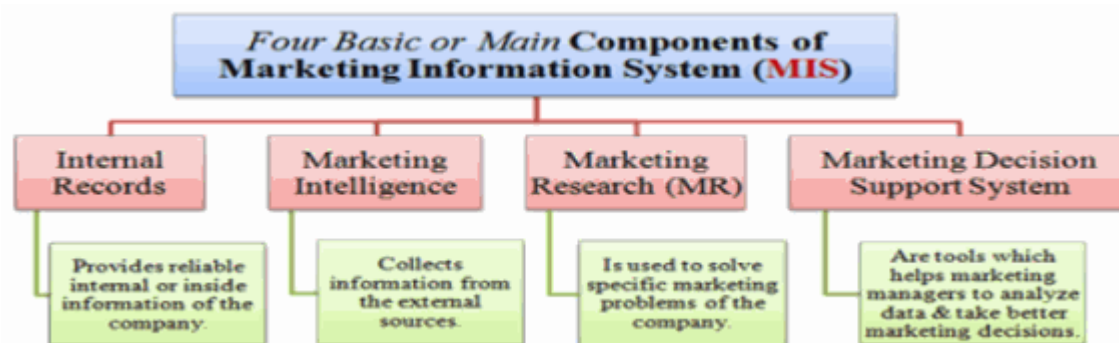 Four Basic or Main Components of
Marketing Information System (MIS)
Internal
Records
Marketing
Intelligence
Marketing
Research (MR)
Marketing Decision
Support System
Provides reliable
internal or inside
information of the
company.
Collects
information from
the external
sources.
Is used to solve
specific marketing
problems of the
company.
Are tools which
helps marketing
managers to analyze
data & take better
marketing decisions.